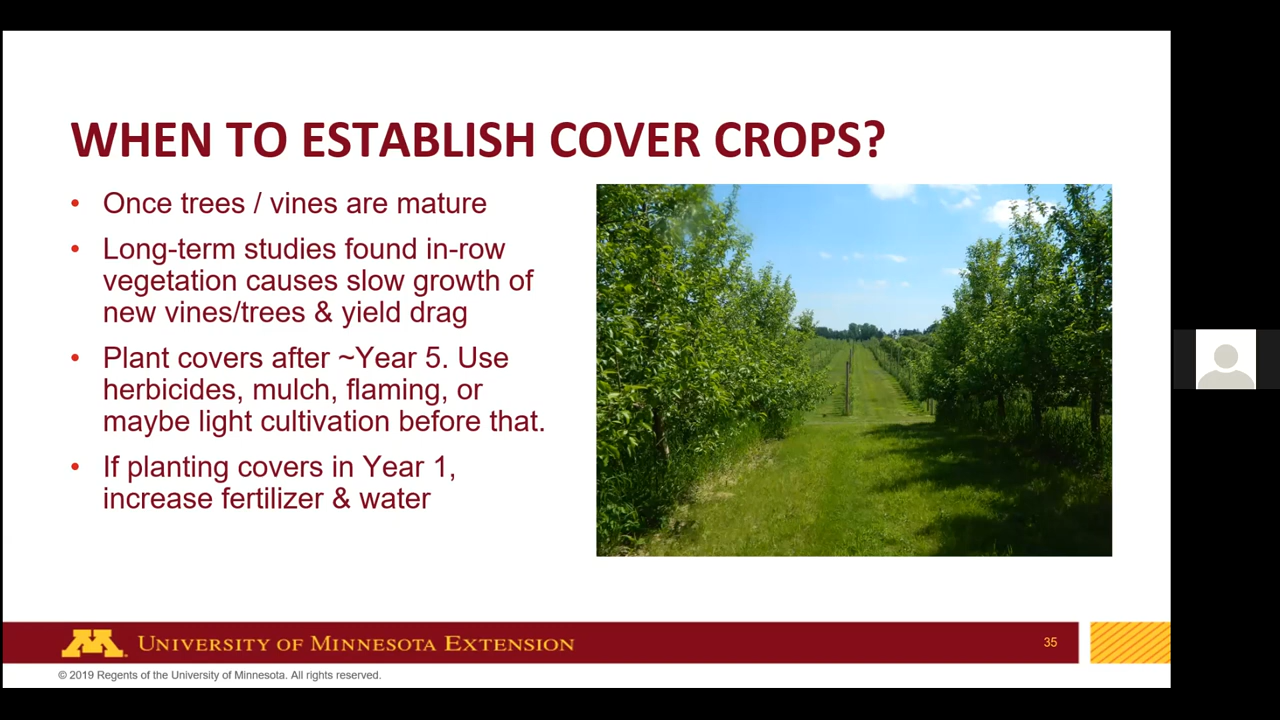 WHEN TO ESTABLISH COVER CROPS?
• Once trees / vines are mature
• Long-term studies found in-row
vegetation causes slow growth of
new vines/trees & yield drag
• Plant covers after ~Year 5. Use
herbicides, mulch, flaming, or
maybe light cultivation before that.
• If planting covers in Year 1,
increase fertilizer & water
M UNIVERSITY OF MINNESOTA EXTENSION
35
© 2019 Regents of the University of Minnesota. All rights reserved.